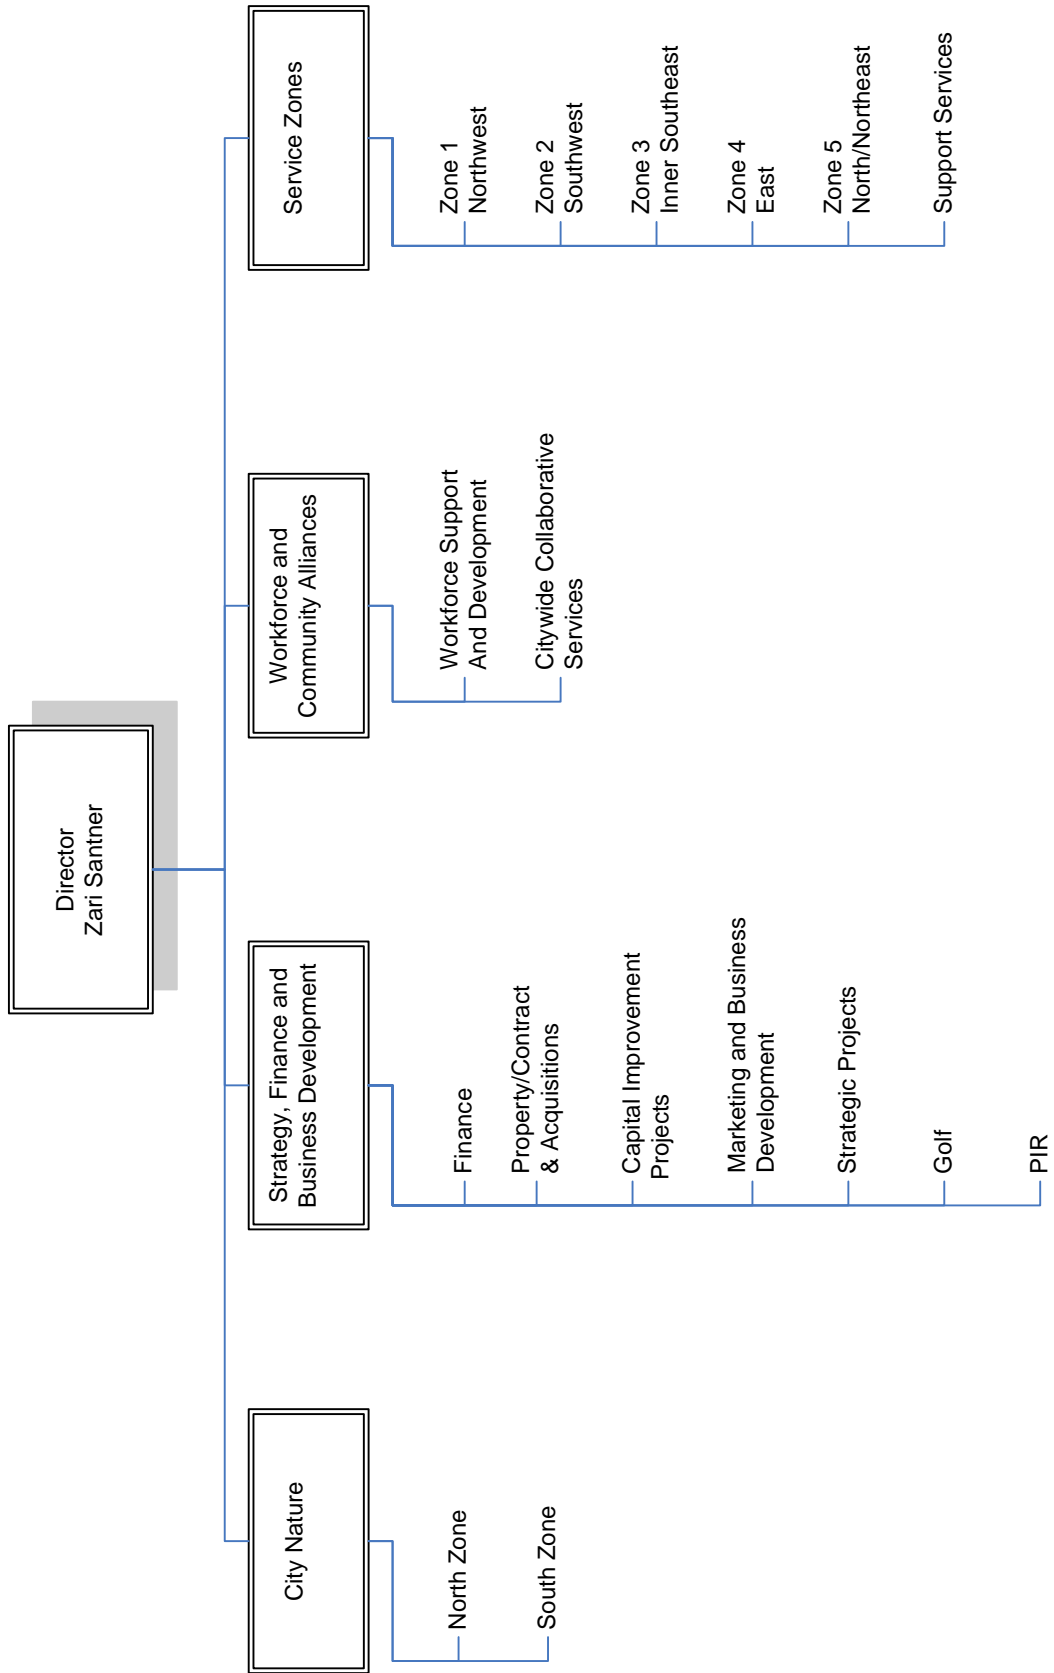 Director
Zari Santner
City Nature
North Zone
South Zone
Strategy, Finance and
Business Development
Finance
Property/Contract
& Acquisitions
Capital Improvement
Projects
Marketing and Business
Development
Strategic Projects
Golf
PIR
Workforce and
Community Alliances
Workforce Support
And Development
Citywide Collaborative
Services
Service Zones
Zone 1
Northwest
Zone 2
Southwest
Zone 3
Inner Southeast
Zone 4
East
Zone 5
North/Northeast
Support Services